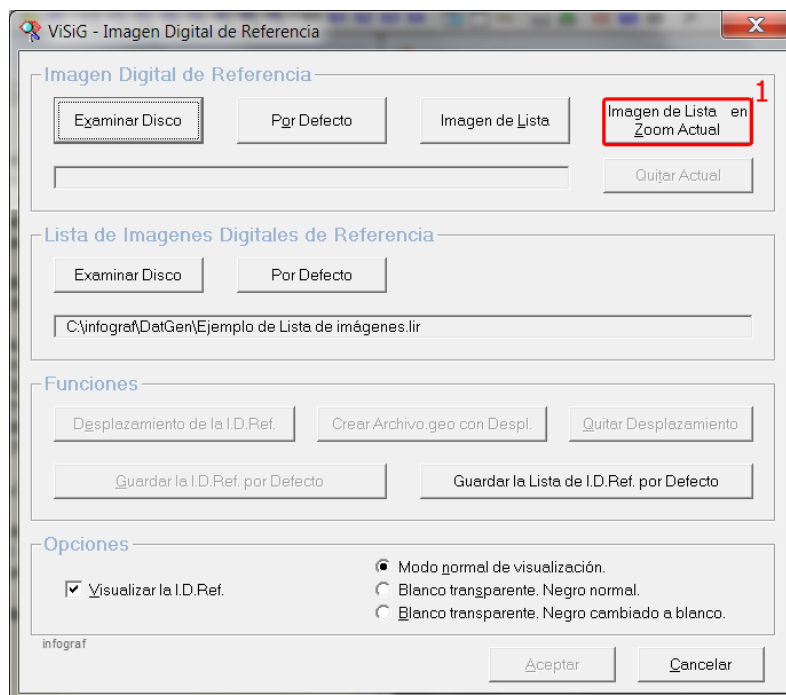 ViSiG - Imagen Digital de Referencia
Imagen Digital de Referencia
1
Examinar Disco
Por Defecto
Imagen de Lista
Imagen de Lista en
Zoom Actual
Quitar Actual
Lista de Imagenes Digitales de Referencia
Examinar Disco
Por Defecto
C:\infograf\DatGen\Ejemplo de Lista de imágenes.lir
Funciones
Desplazamiento de la I.D.Ref.
Crear Archivo.geo con Despl.
Quitar Desplazamiento
Guardar la I.D.Ref. por Defecto
Guardar la Lista de I.D.Ref. por Defecto
Opciones
Visualizar la I.D.Ref.
Modo normal de visualización.
Blanco transparente. Negro normal.
Blanco transparente. Negro cambiado a blanco.
infograf
Aceptar
Cancelar